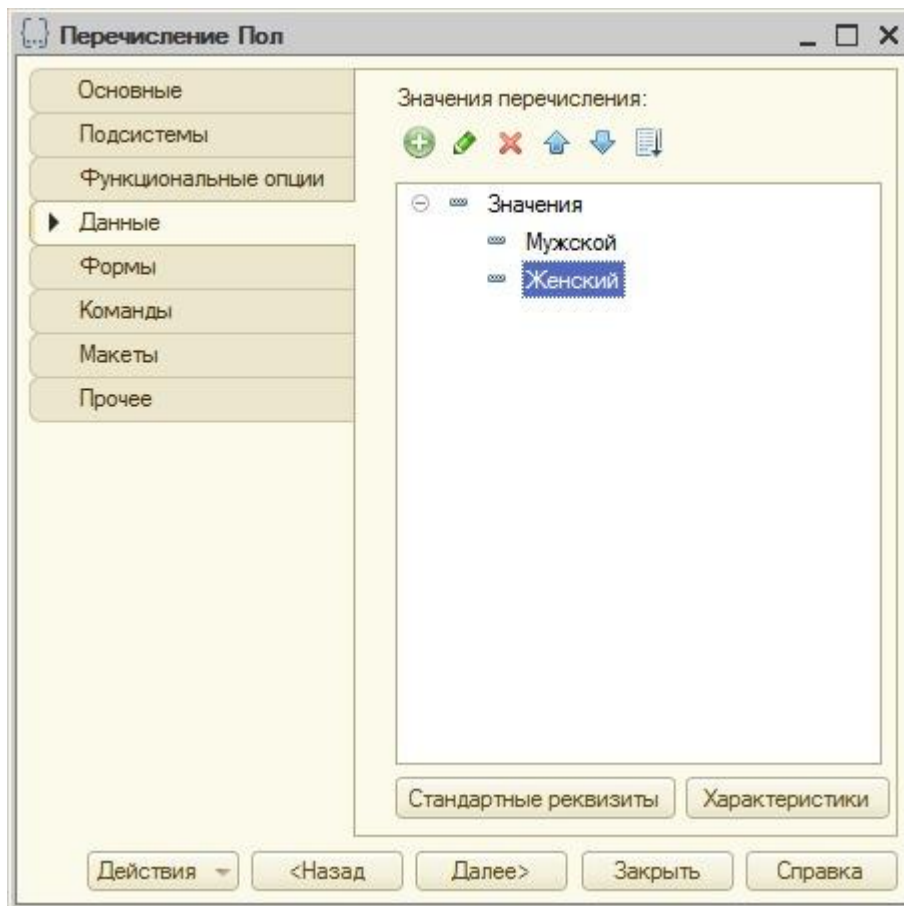 Перечисление Пол
Основные
Подсистемы
Функциональные опции
Данные
Формы
Команды
Макеты
Прочее
Значения перечисления:
Значения
Мужской
Женский
Стандартные реквизиты
Характеристики
Действия
<Назад
Далее>
Закрыть
Справка